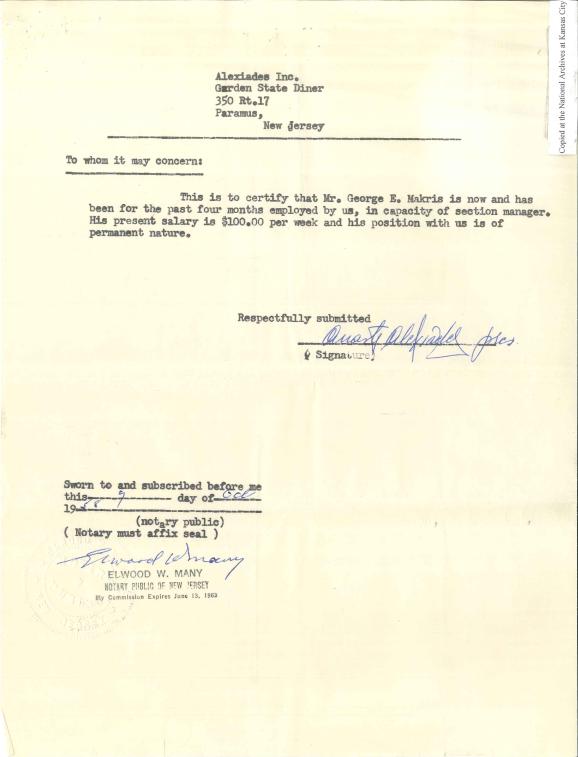 Copied at the National Archives at Kansas City
Alexiades Inc.
Garden State Diner
350 Rt.17
Paramus,
New Jersey
To whom it may concern:
This is to certify that Mr. George E. Makris is now and has
been for the past four months employed by us, in capacity of section manager.
His present salary is $100.00 per week and his position with us is of
permanent nature.
Respectfully submitted
Alexiades pres.
( Signature)
Sworn to and subscribed before me
this 9 day of Oct
19
(notary public)
( Notary must affix seal )
Elwood W Many
ELWOOD W. MANY
NOTARY PUBLIC OF NEW JERSEY
My Commission Expires June 13, 1963